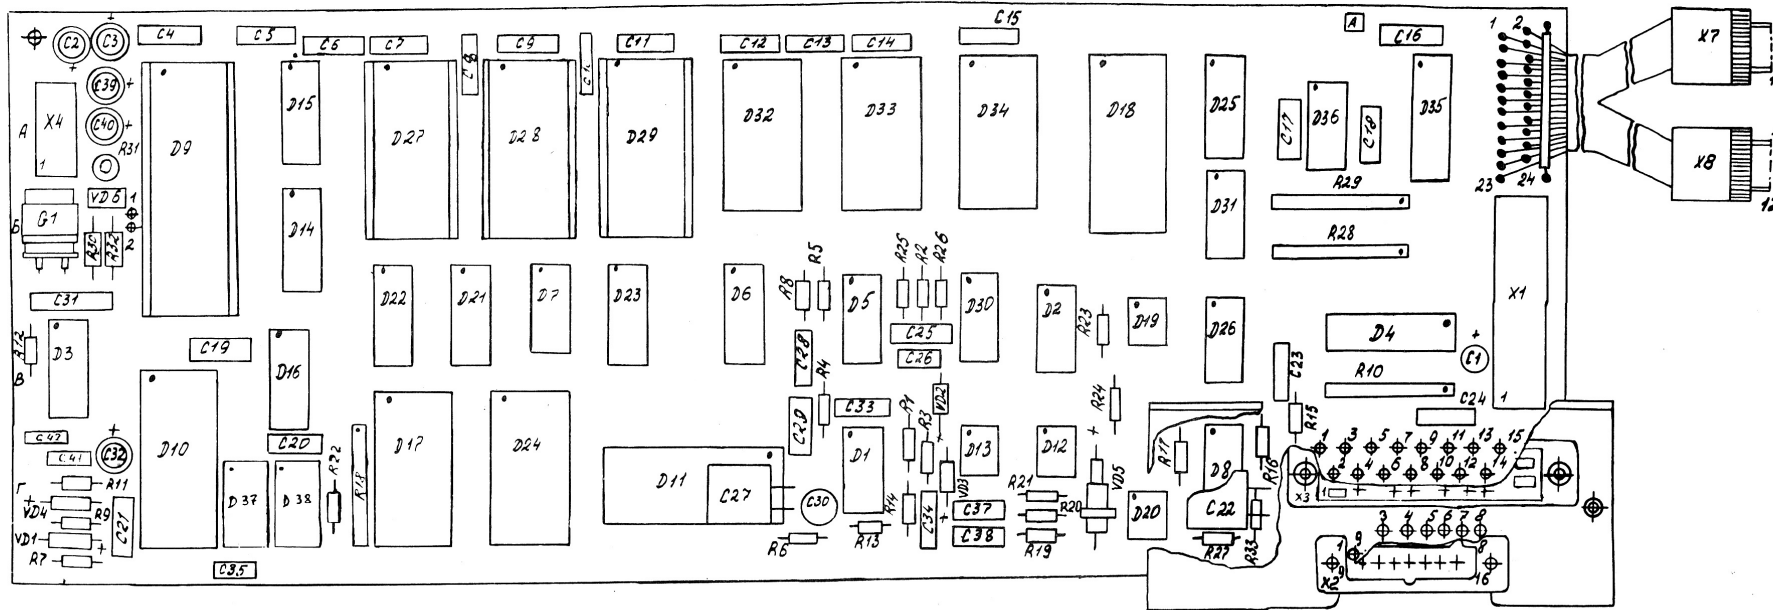 C2
C3
C4
C5
C6
C7
C8
C9
C11
C12
C13
C14
C15
A
C16
1
2
X7
X4
1
A
C39
C40
R31
D9
D15
D27
D28
D29
D32
D33
D34
D18
D25
C17
D36
C18
D35
X8
23
24
12
Б
G1
VD6
1
2
R30
R32
D14
D31
R29
R28
C31
R12
В
D3
C19
D16
D22
D21
D7
D23
D6
R8
R5
D5
R25
R2
R26
C25
C26
D30
D2
R23
D19
D26
D4
C1
X1
1
R10
C23
C24
R15
C28
R4
C33
R1
R3
VD2
R24
C42
C41
C32
D10
C20
D37
D38
R22
R18
D17
D24
D11
C27
C30
C20
D1
R14
C34
VD3
D13
D12
VD5
R17
D8
R16
C22
Г
R11
VD4
R9
C21
VD1
R7
C35
R6
R13
C37
C38
R21
R20
R19
D20
R27
R33
1 3 5 7 9 11 13 15
2 4 6 8 10 12 14
X3
1
3 4 5 6 7 8
9
9
8
X2
16